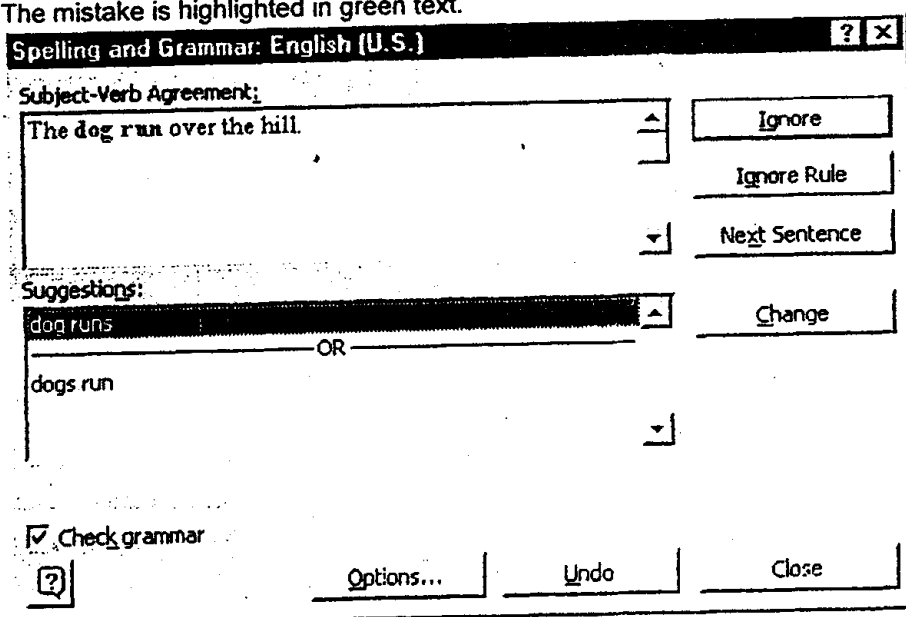 The mistake is highlighted in green text.
Spelling and Grammar: English (U.S.)
Subject-Verb Agreement:
The dog run over the hill.
Ignore
Ignore Rule
Next Sentence
Suggestions:
dog runs
OR
dogs run
Change
Check grammar
Options...
Undo
Close